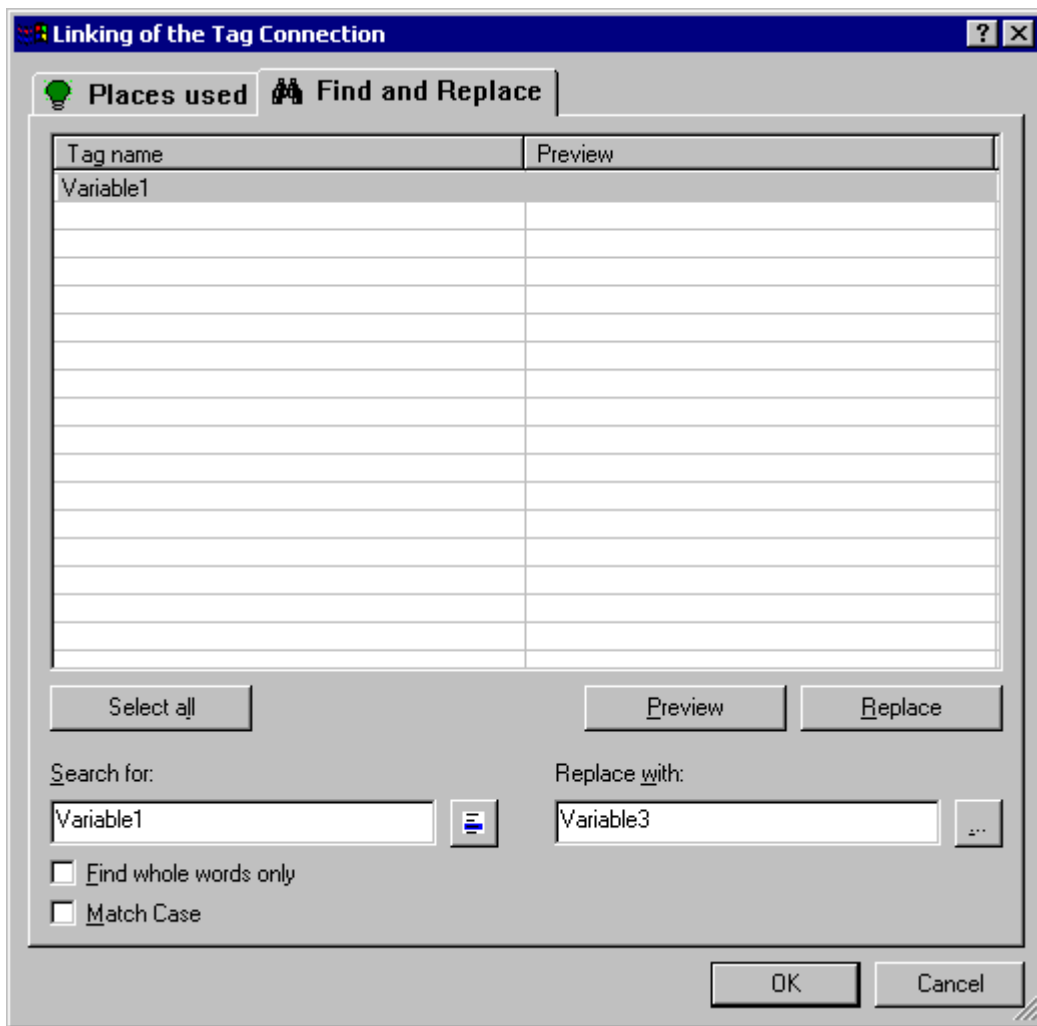 Linking of the Tag Connection
Places used Find and Replace
Tag name Preview
Variable1
Select all Preview Replace
Search for: Replace with:
Variable1 Variable3 ...
Find whole words only
Match Case
OK Cancel